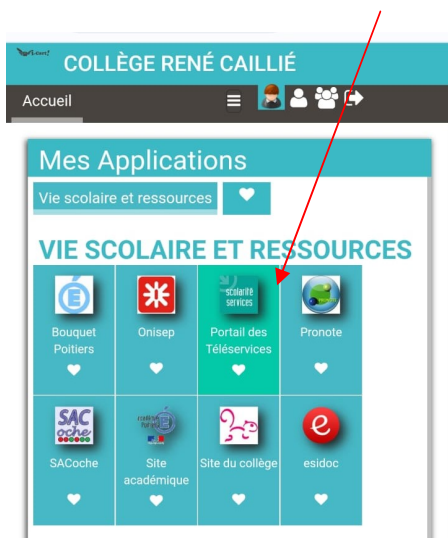 COLLÈGE RENÉ CAILLIÉ
Accueil
Mes Applications
Vie scolaire et ressources
VIE SCOLAIRE ET RESSOURCES
scolarité
services
Bouquet
Poitiers
Onisep
Portail des
Téléservices
Pronote
SAC
oche
SACoche
Site
académique
Site du collège
e
esidoc